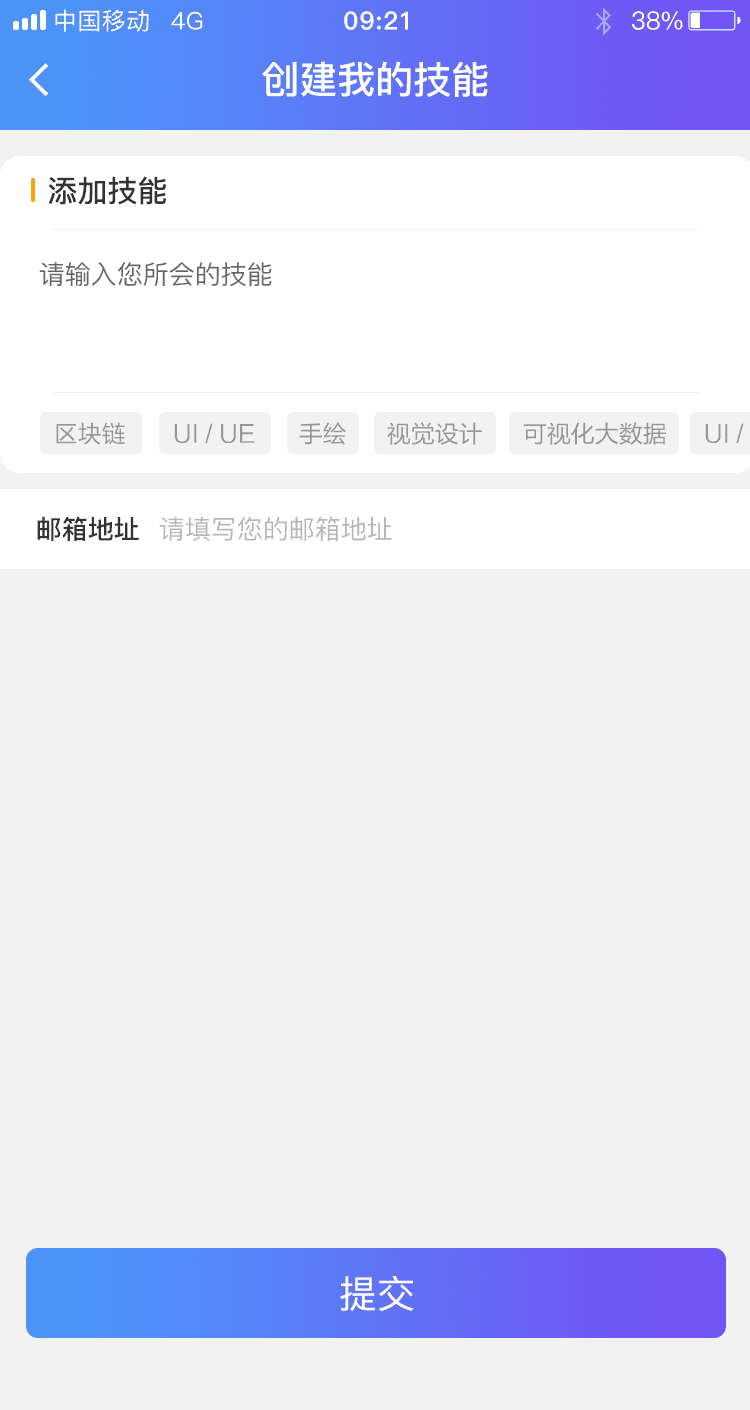 中国移动 4G 09:21 38%
创建我的技能
添加技能
请输入您所会的技能
区块链 UI / UE 手绘 视觉设计 可视化大数据 UI /
邮箱地址 请填写您的邮箱地址
提交